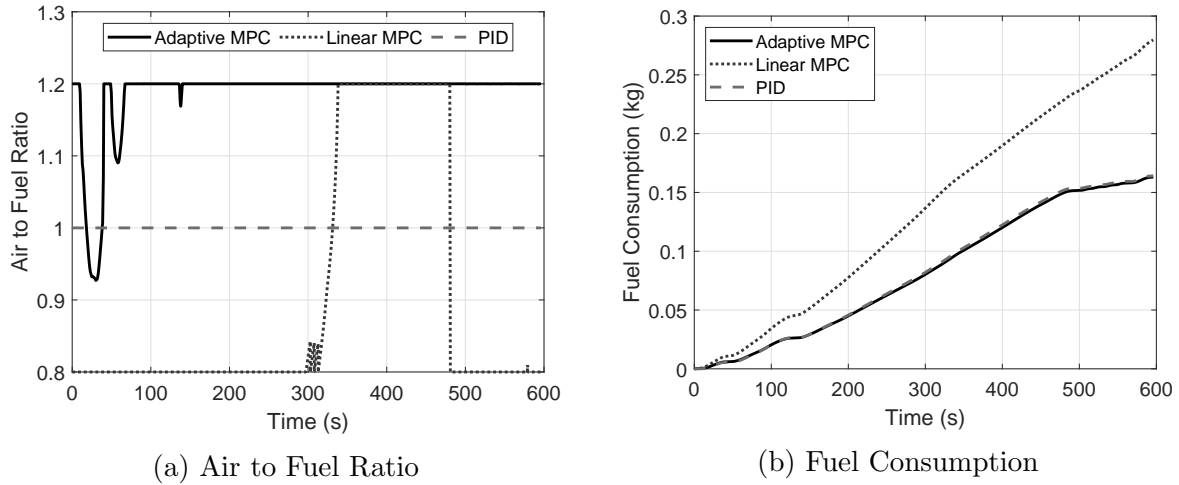 1.3
Adaptive MPC Linear MPC PID
1.2
1.1
1
0.9
0.8
0 100 200 300 400 500 600
Air to Fuel Ratio
Time (s)
(a) Air to Fuel Ratio
0.3
Adaptive MPC
Linear MPC
PID
0.25
0.2
0.15
0.1
0.05
0
0 100 200 300 400 500 600
Fuel Consumption (kg)
Time (s)
(b) Fuel Consumption